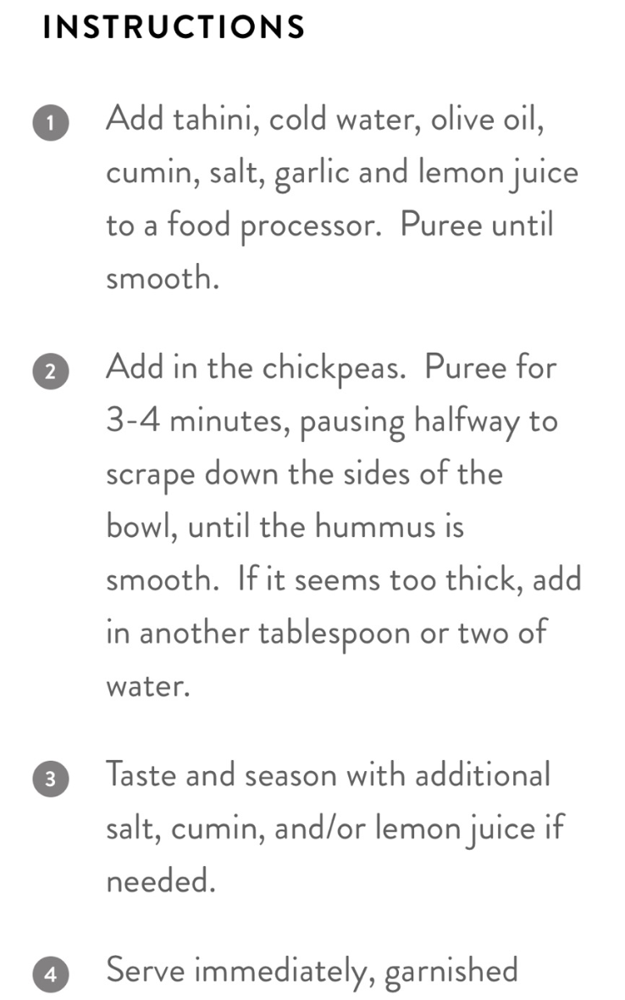 INSTRUCTIONS
1 Add tahini, cold water, olive oil,
cumin, salt, garlic and lemon juice
to a food processor.  Puree until
smooth.
2 Add in the chickpeas.  Puree for
3-4 minutes, pausing halfway to
scrape down the sides of the
bowl, until the hummus is
smooth.  If it seems too thick, add
in another tablespoon or two of
water.
3 Taste and season with additional
salt, cumin, and/or lemon juice if
needed.
4 Serve immediately, garnished